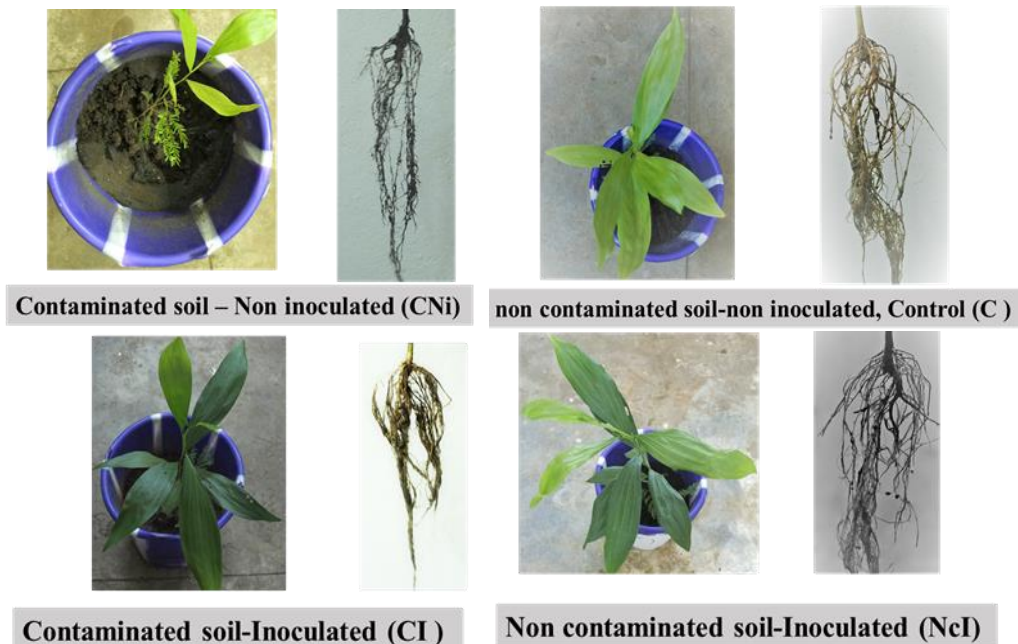 Contaminated soil – Non inoculated (CNi)
non contaminated soil-non inoculated, Control (C )
Contaminated soil-Inoculated (CI )
Non contaminated soil-Inoculated (NcI)